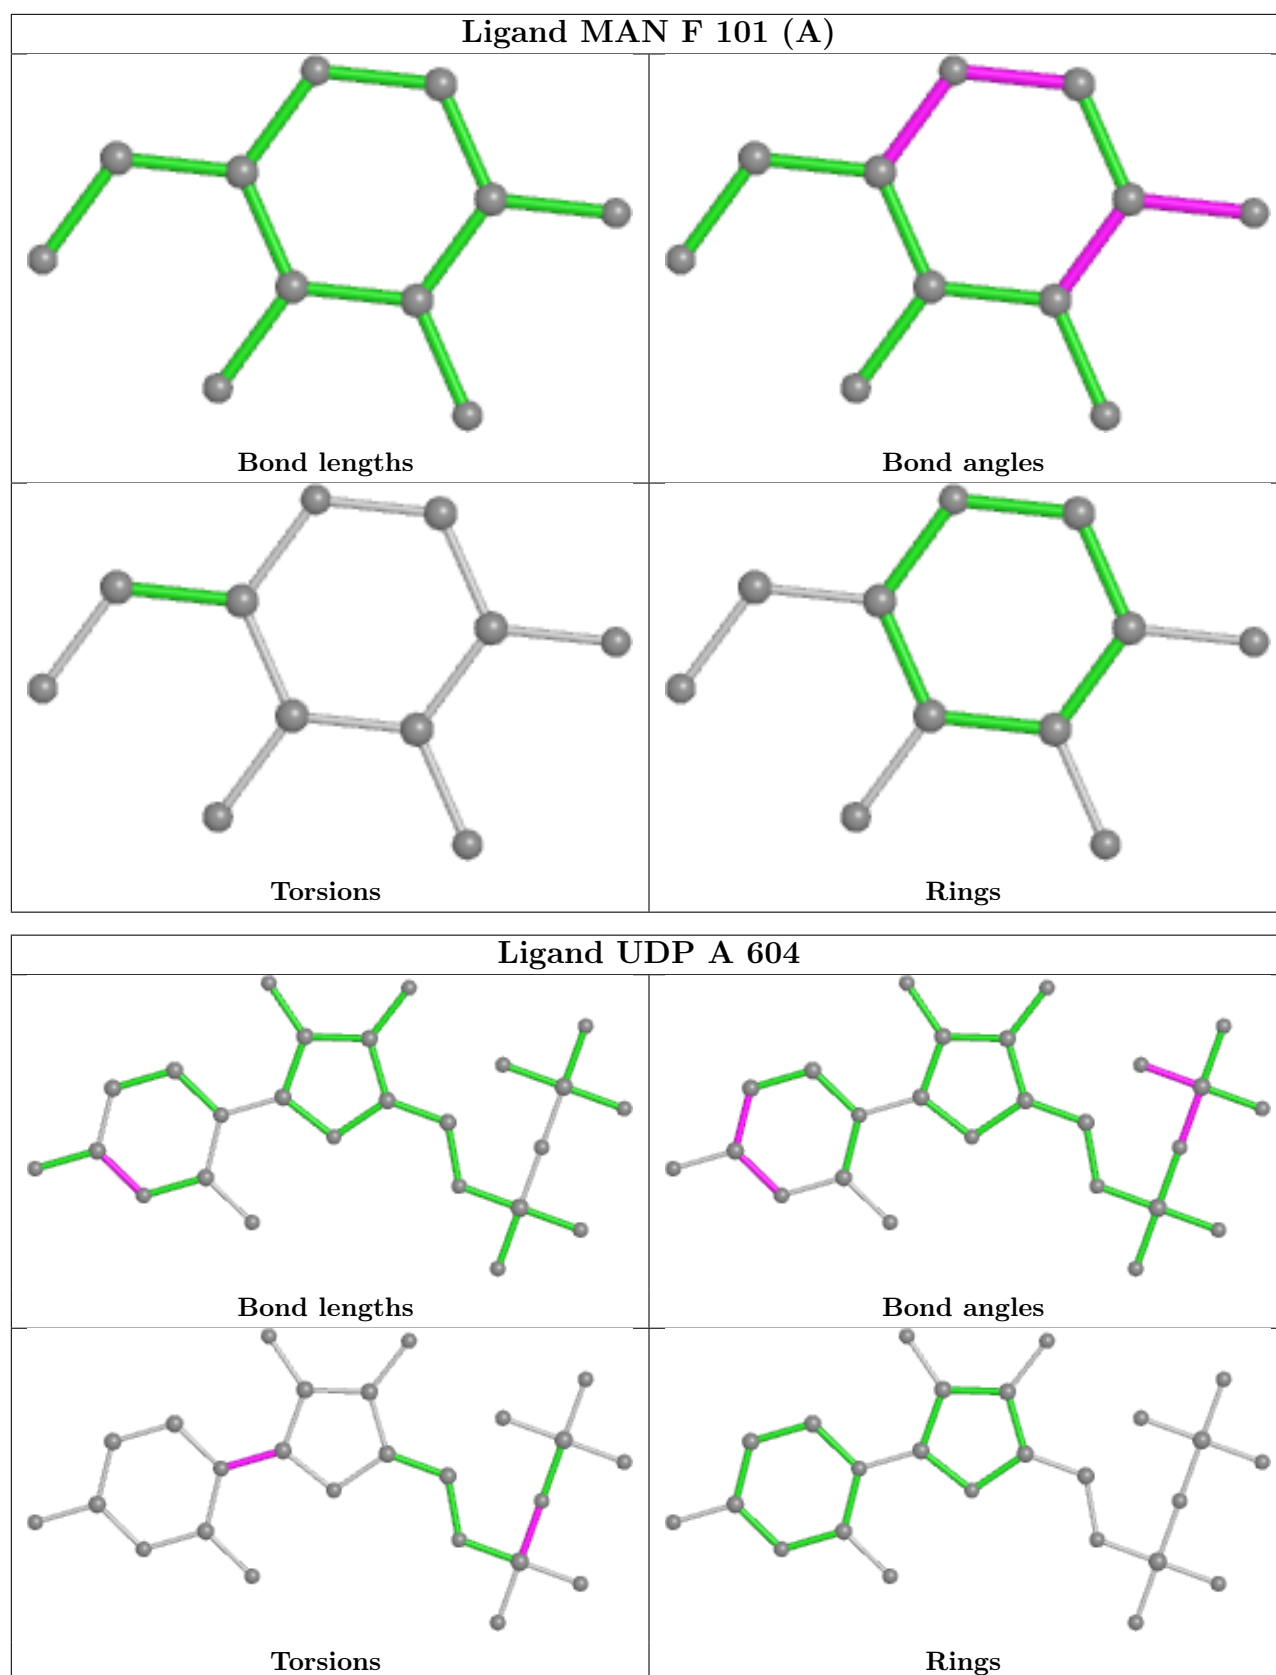 Ligand MAN F 101 (A)
Bond lengths
Bond angles
Torsions
Rings
Ligand UDP A 604
Bond lengths
Bond angles
Torsions
Rings